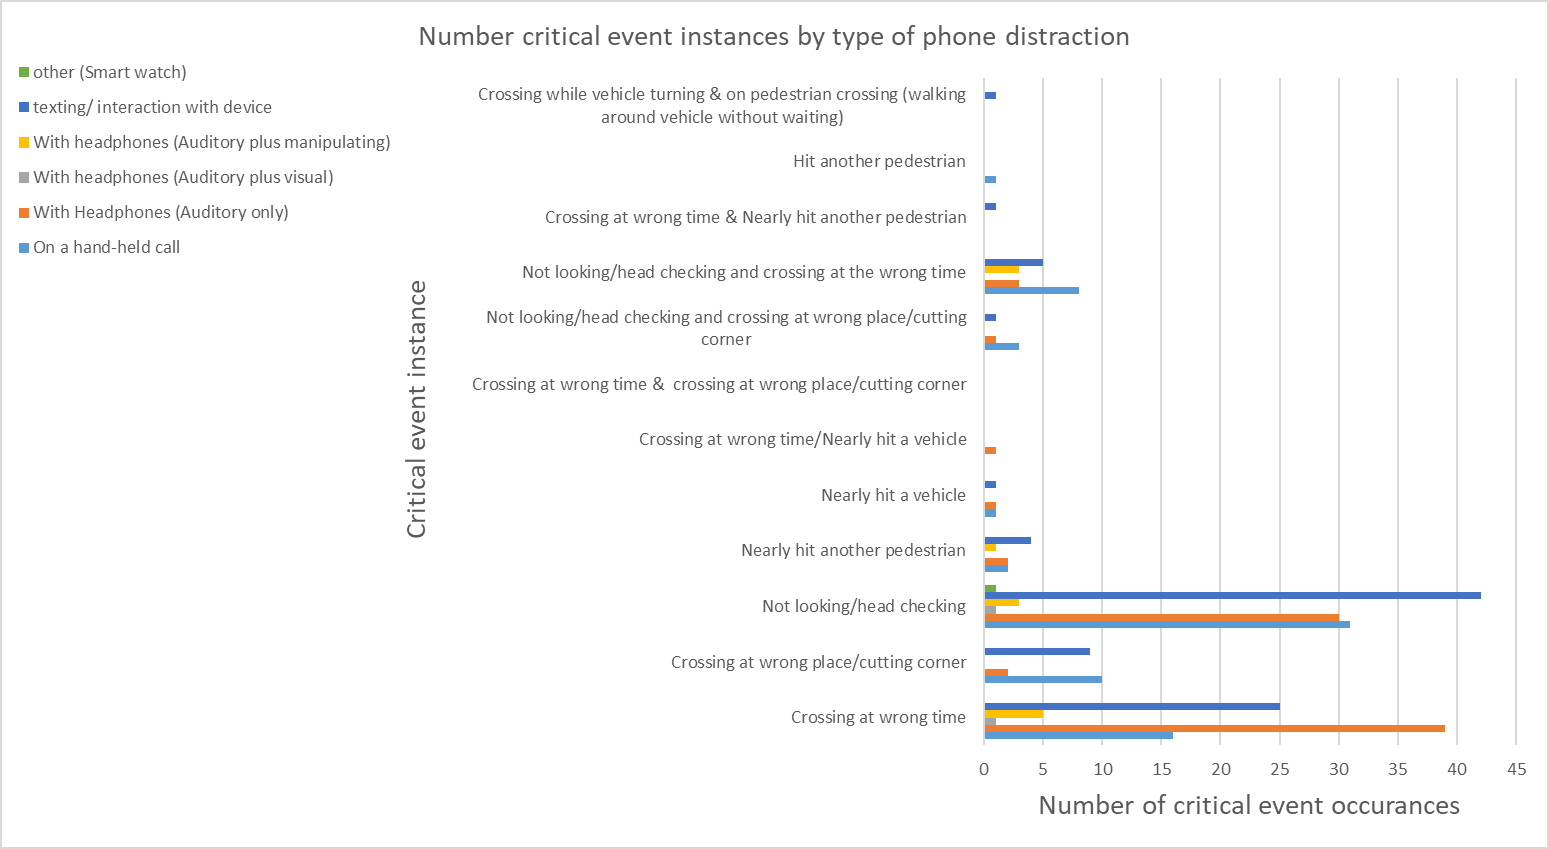 Number critical event instances by type of phone distraction
other (Smart watch)
texting/ interaction with device
With headphones (Auditory plus manipulating)
With headphones (Auditory plus visual)
With Headphones (Auditory only)
On a hand-held call
Critical event instance
Crossing while vehicle turning & on pedestrian crossing (walking
around vehicle without waiting)
Hit another pedestrian
Crossing at wrong time & Nearly hit another pedestrian
Not looking/head checking and crossing at the wrong time
Not looking/head checking and crossing at wrong place/cutting
corner
Crossing at wrong time &  crossing at wrong place/cutting corner
Crossing at wrong time/Nearly hit a vehicle
Nearly hit a vehicle
Nearly hit another pedestrian
Not looking/head checking
Crossing at wrong place/cutting corner
Crossing at wrong time
0 5 10 15 20 25 30 35 40 45
Number of critical event occurances